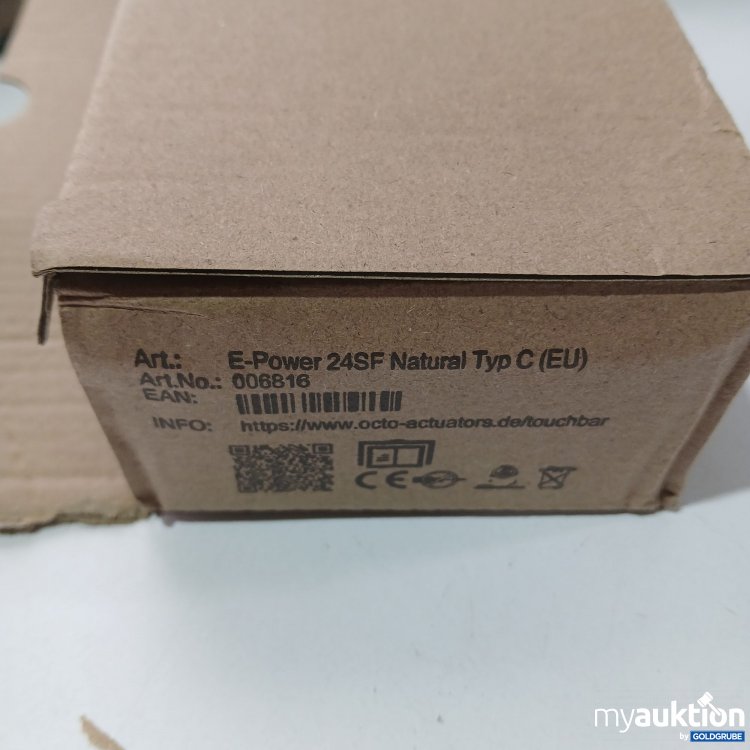 Art.: E-Power 24SF Natural Typ C (EU)
Art.No.: 006816
EAN:
INFO: https://www.octo-actuators.de/touchbar
CE
myauktion
by GOLDGRUBE